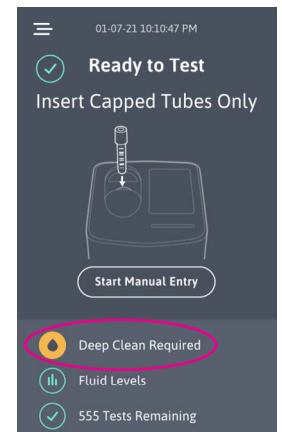 01-07-21 10:10:47 PM
Ready to Test
Insert Capped Tubes Only
Start Manual Entry
Deep Clean Required
Fluid Levels
555 Tests Remaining